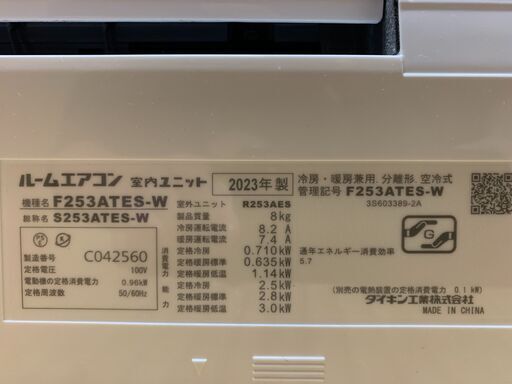 ルームエアコン 室内ユニット 2023年製 冷房・暖房兼用 分離形 空冷式
機種名 F253ATES-W 管理記号 F253ATES-W
総称名 S253ATES-W 3S603389-2A
室外ユニット R253AES
製品質量 8kg
冷房運転電流 8.2 A
暖房運転電流 7.4 A
消費電力
定格冷房 0.710kW
定格暖房標準 0.635kW
定格暖房低温 1.14kW
能力
定格冷房 2.5kW
定格暖房標準 2.8kW
定格暖房低温 3.0kW
製造番号 C042560
定格電圧 100V
電動機の定格消費電力 0.96kW
定格周波数 50/60Hz
通年エネルギー消費効率
5.7
(別売の電熱装置の定格消費電力 0.1 kW)
ダイキン工業株式会社
MADE IN CHINA